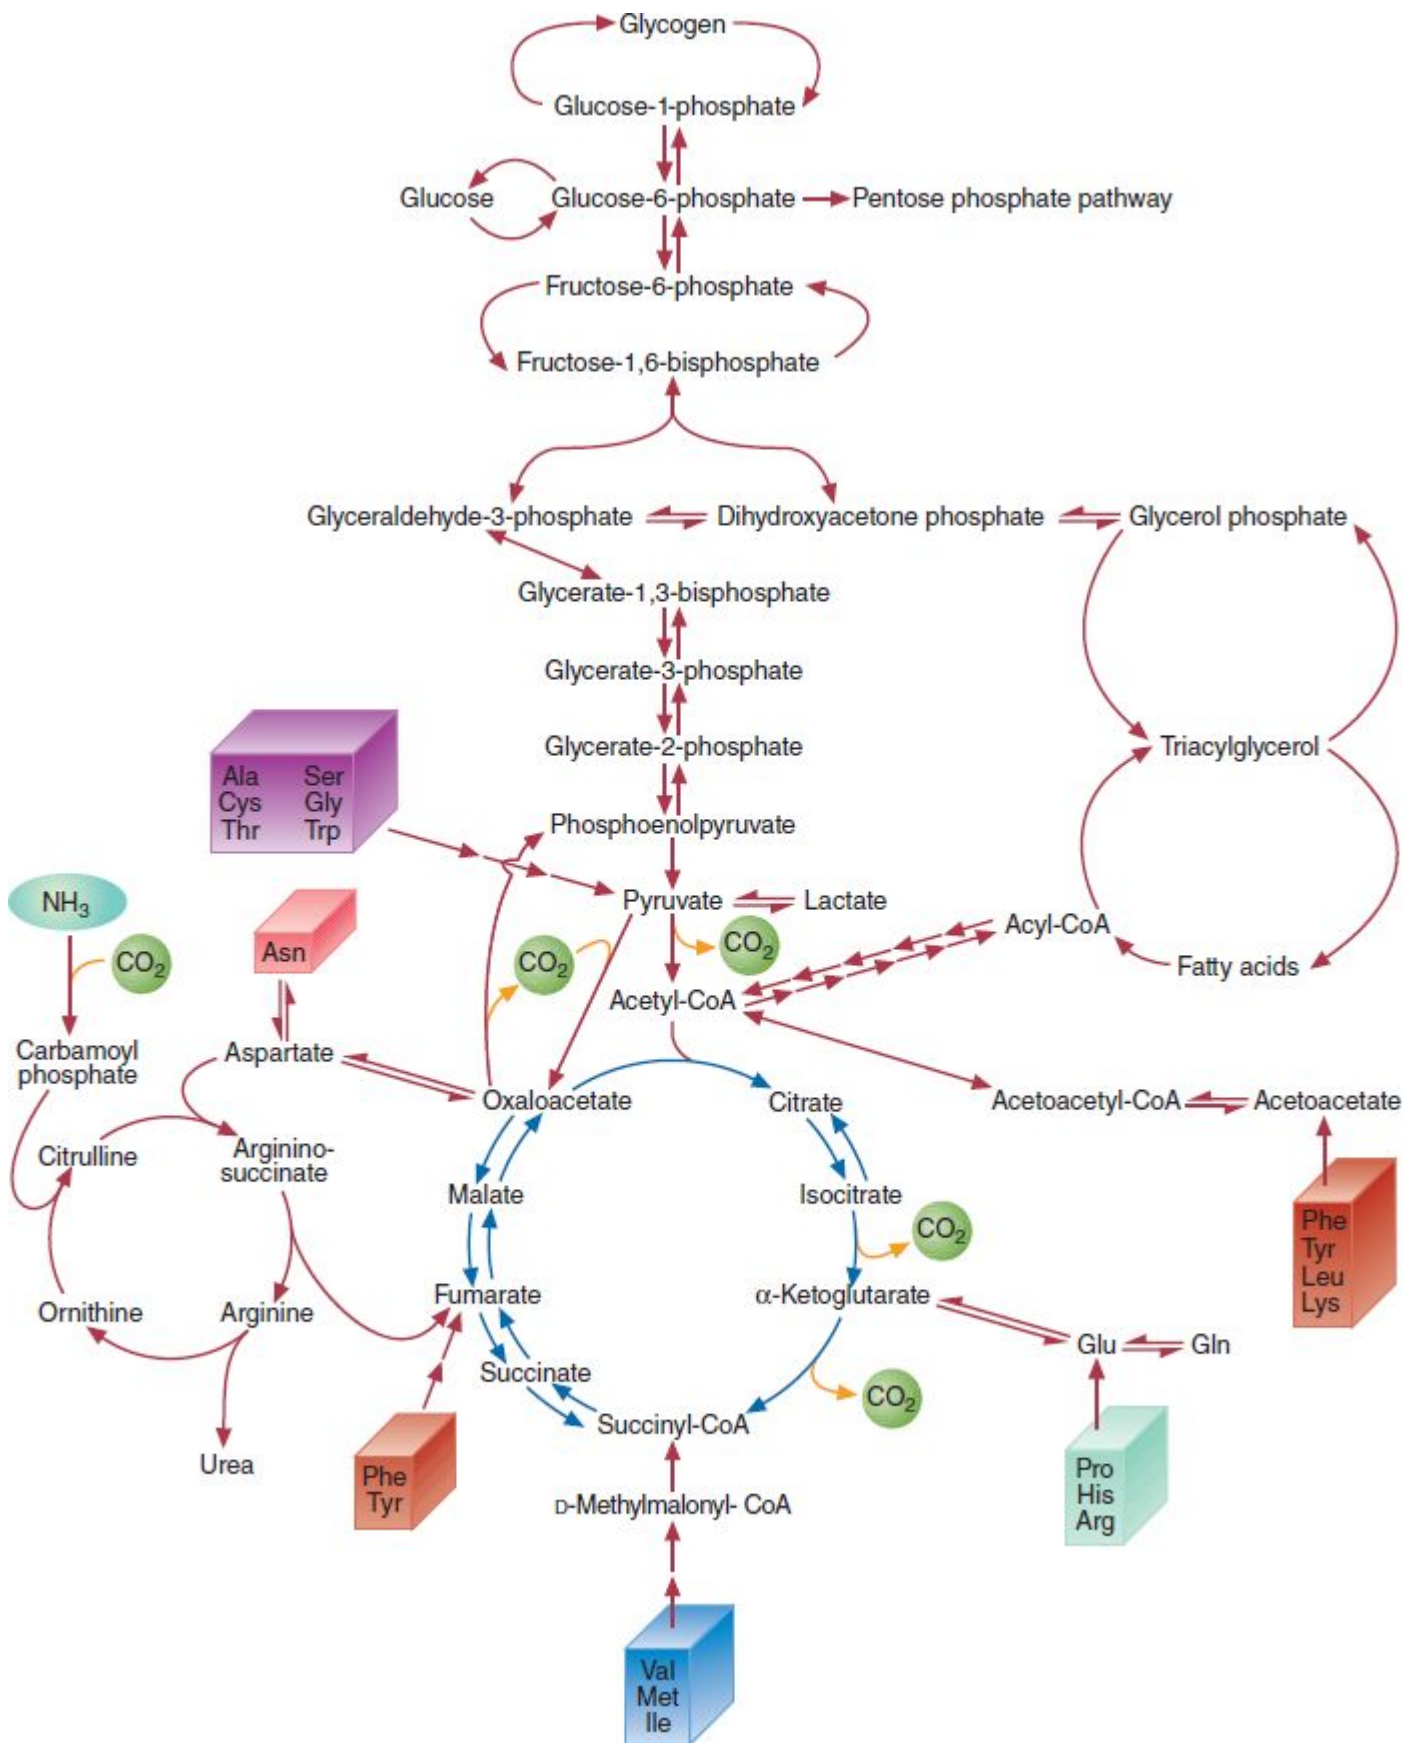 Glycogen
Glucose-1-phosphate
Glucose
Glucose-6-phosphate
Pentose phosphate pathway
Fructose-6-phosphate
Fructose-1,6-bisphosphate
Glyceraldehyde-3-phosphate
Dihydroxyacetone phosphate
Glycerol phosphate
Glycerate-1,3-bisphosphate
Glycerate-3-phosphate
Glycerate-2-phosphate
Triacylglycerol
Ala Ser
Cys Gly
Thr Trp
Phosphoenolpyruvate
Pyruvate
Lactate
Acyl-CoA
Fatty acids
NH₃
CO₂
Asn
CO₂
CO₂
Acetyl-CoA
Carbamoyl
phosphate
Aspartate
Oxaloacetate
Citrate
Acetoacetyl-CoA
Acetoacetate
Citrulline
Arginino-
succinate
Malate
Isocitrate
CO₂
Phe
Tyr
Leu
Lys
Ornithine
Arginine
Fumarate
α-Ketoglutarate
Glu
Gln
Succinate
CO₂
Succinyl-CoA
Urea
Phe
Tyr
D-Methylmalonyl- CoA
Pro
His
Arg
Val
Met
Ile